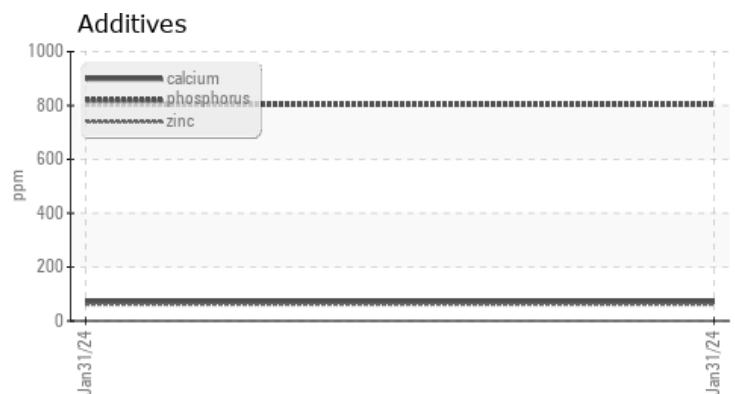 Additives
1000
800
600
400
200
0
ppm
calcium
phosphorus
zinc
Jan31/24
Jan31/24